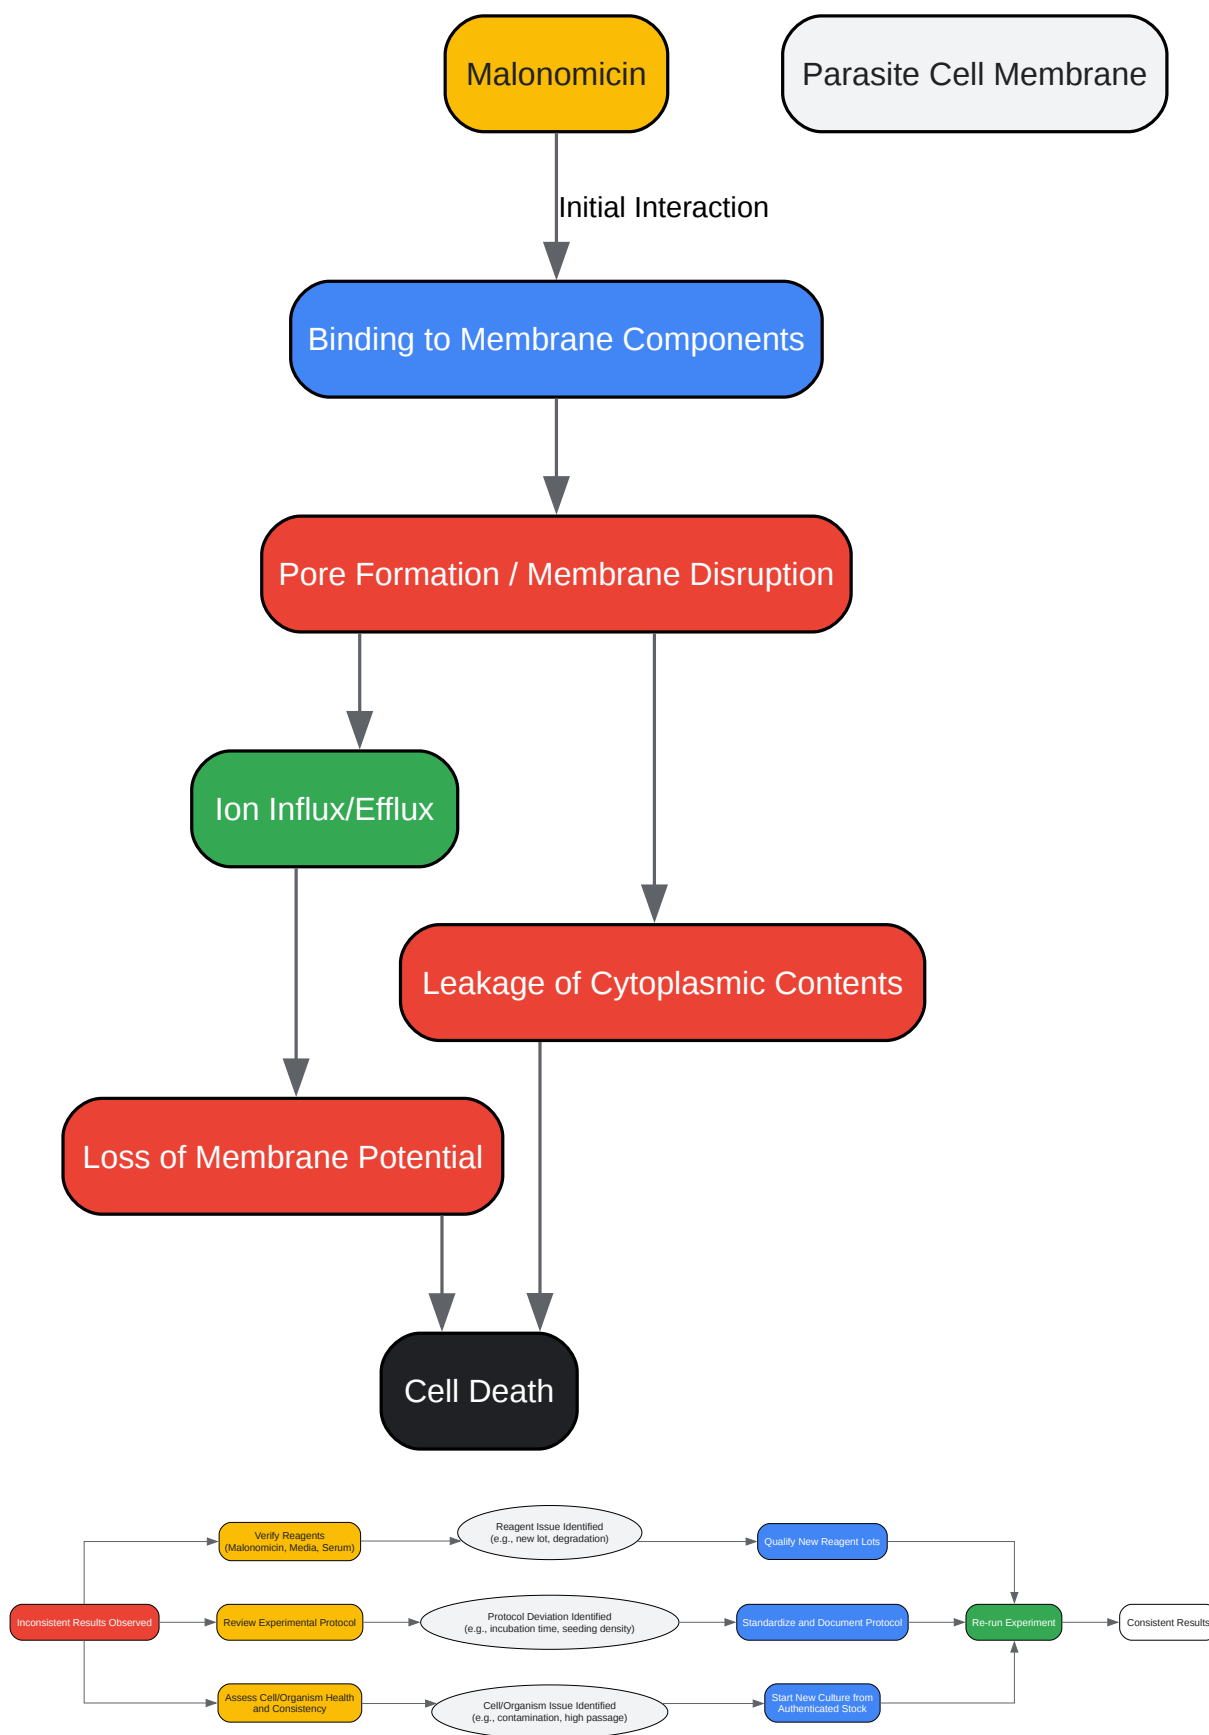 Malonomicin
Parasite Cell Membrane
Initial Interaction
Binding to Membrane Components
Pore Formation / Membrane Disruption
Ion Influx/Efflux
Leakage of Cytoplasmic Contents
Loss of Membrane Potential
Cell Death
Verify Reagents
(Malonomicin, Media, Serum)
Reagent Issue Identified
(e.g., new lot, degradation)
Qualify New Reagent Lots
Inconsistent Results Observed
Review Experimental Protocol
Protocol Deviation Identified
(e.g., incubation time, seeding density)
Standardize and Document Protocol
Re-run Experiment
Consistent Results
Assess Cell/Organism Health
and Consistency
Cell/Organism Issue Identified
(e.g., contamination, high passage)
Start New Culture from
Authenticated Stock